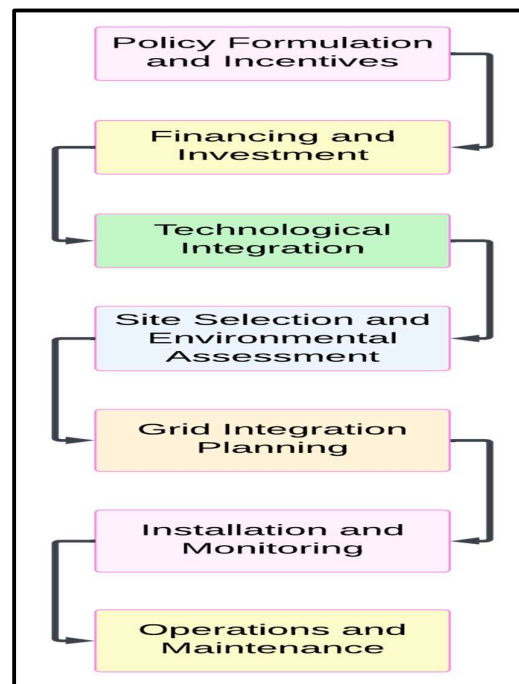 Policy Formulation
and Incentives
Financing and
Investment
Technological
Integration
Site Selection and
Environmental
Assessment
Grid Integration
Planning
Installation and
Monitoring
Operations and
Maintenance